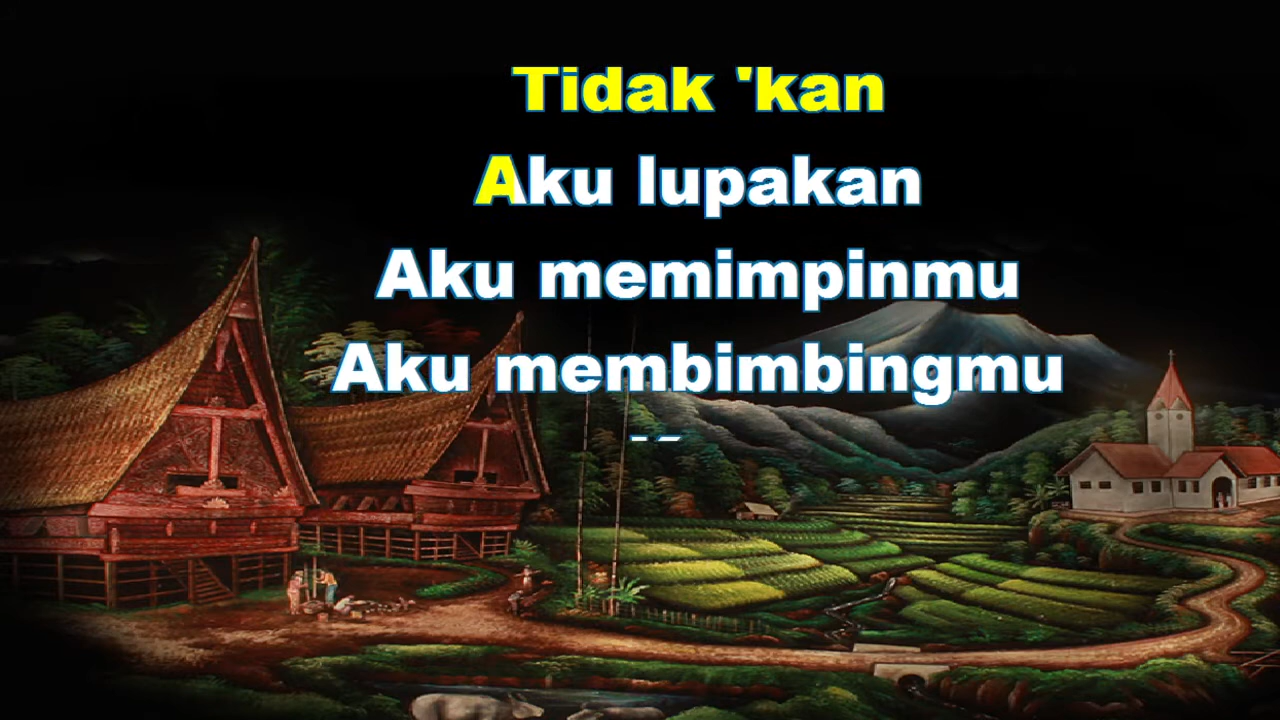 Tidak 'kan
Aku lupakan
Aku memimpinmu
Aku membimbingmu
- -